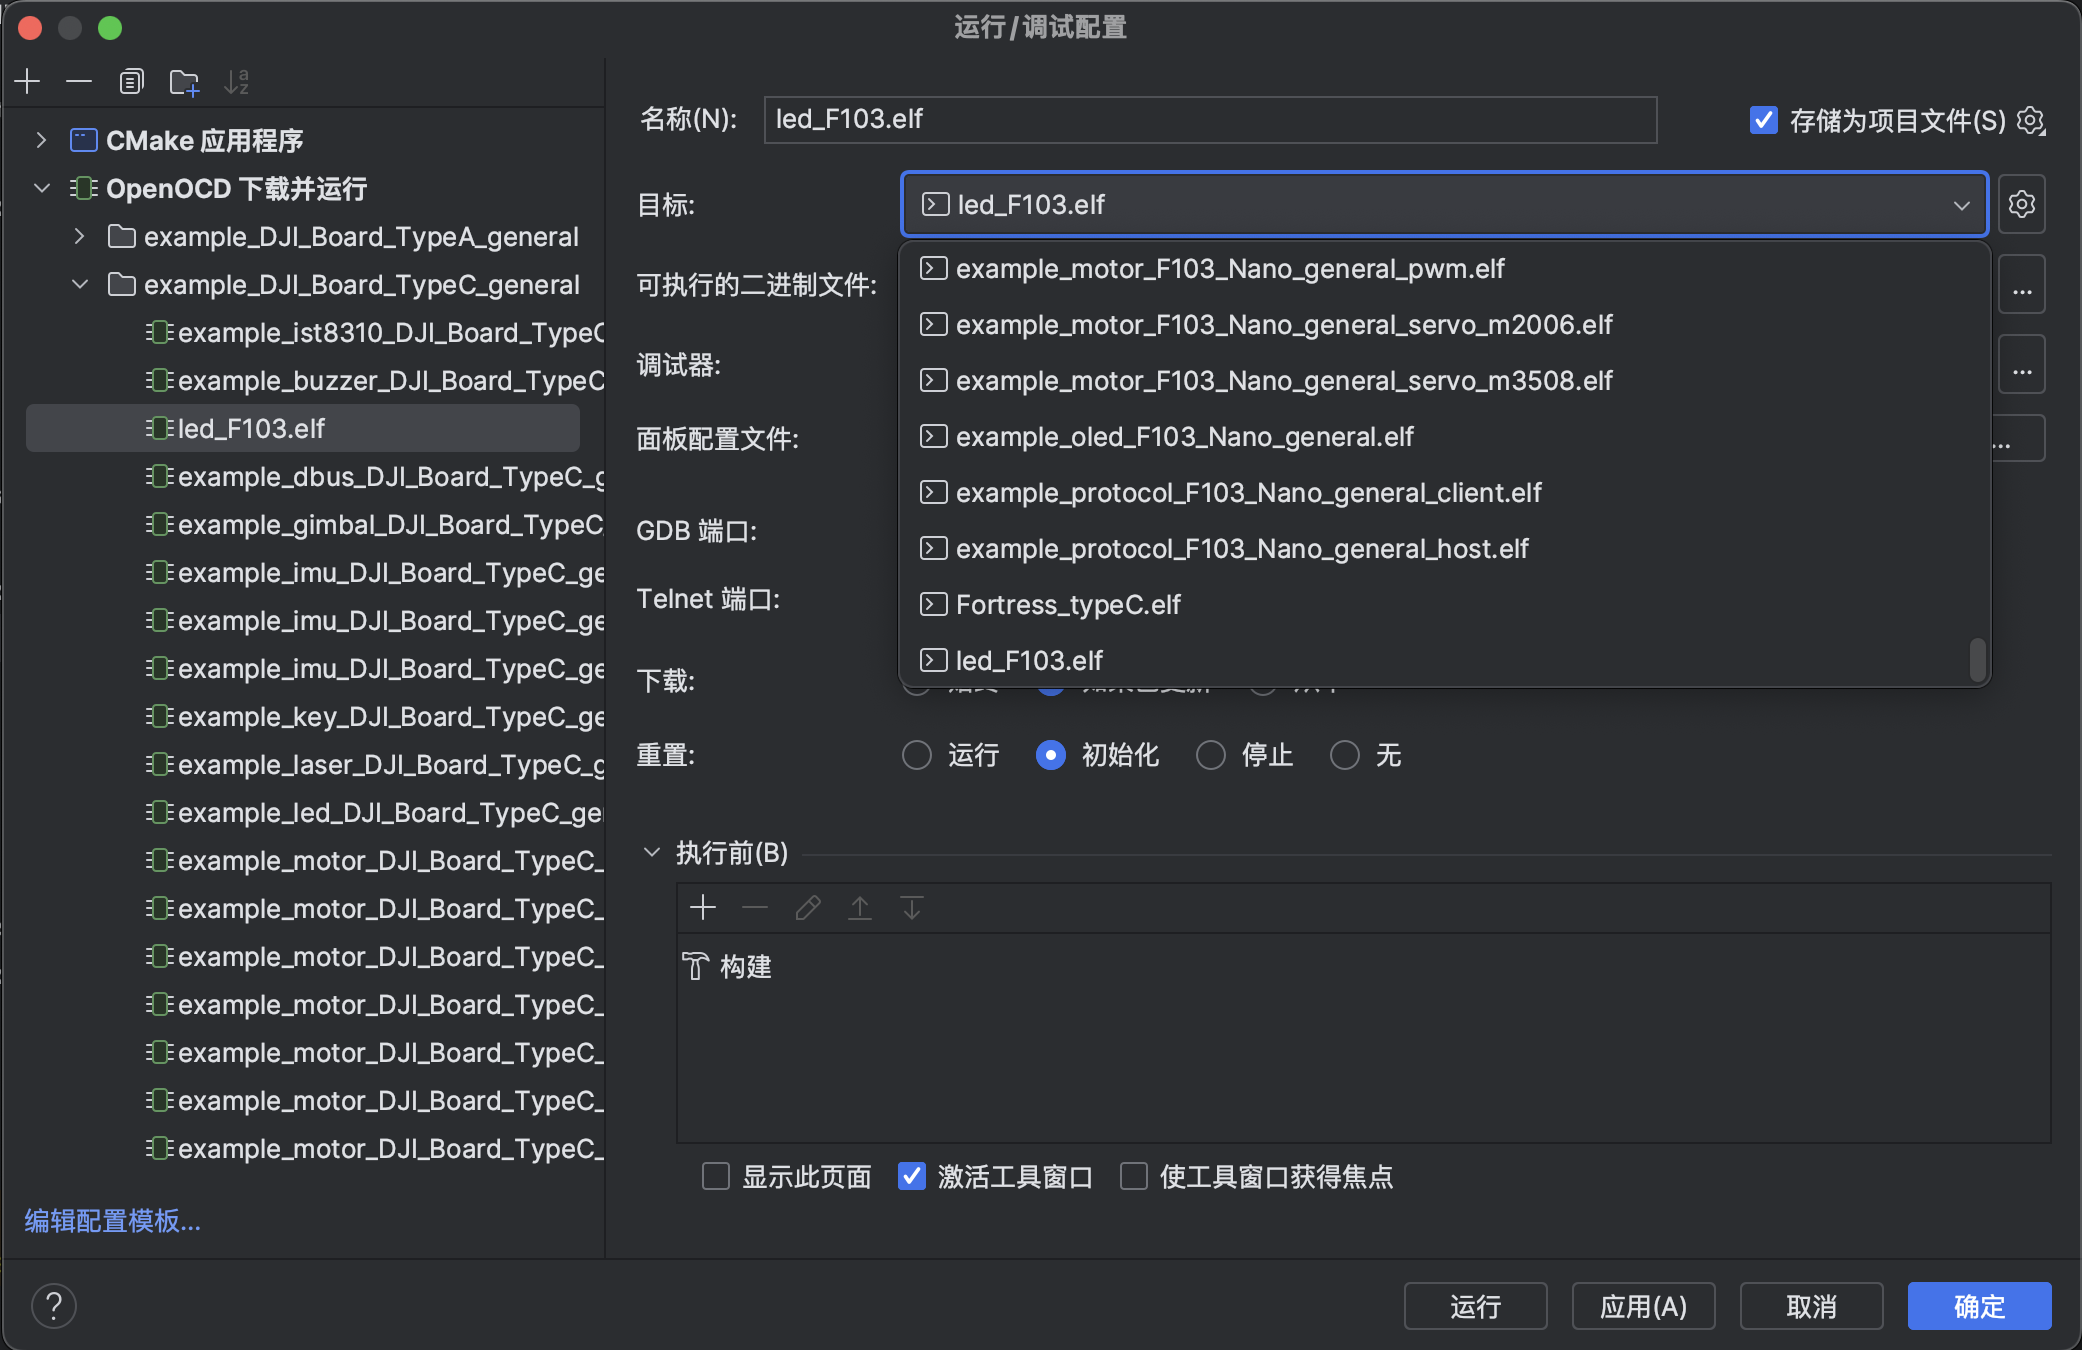 运行/调试配置
CMake 应用程序
OpenOCD 下载并运行
example_DJI_Board_TypeA_general
example_DJI_Board_TypeC_general
example_ist8310_DJI_Board_TypeC
example_buzzer_DJI_Board_TypeC
led_F103.elf
example_dbus_DJI_Board_TypeC_g
example_gimbal_DJI_Board_TypeC
example_imu_DJI_Board_TypeC_ge
example_imu_DJI_Board_TypeC_ge
example_imu_DJI_Board_TypeC_ge
example_key_DJI_Board_TypeC_ge
example_laser_DJI_Board_TypeC_g
example_led_DJI_Board_TypeC_ge
example_motor_DJI_Board_TypeC_
example_motor_DJI_Board_TypeC_
example_motor_DJI_Board_TypeC_
example_motor_DJI_Board_TypeC_
example_motor_DJI_Board_TypeC_
example_motor_DJI_Board_TypeC_
example_motor_DJI_Board_TypeC_
编辑配置模板...
名称(N): led_F103.elf 存储为项目文件(S)
目标: led_F103.elf
可执行的二进制文件: ...
调试器: ...
面板配置文件: ...
GDB 端口:
Telnet 端口:
下载:
example_motor_F103_Nano_general_pwm.elf
example_motor_F103_Nano_general_servo_m2006.elf
example_motor_F103_Nano_general_servo_m3508.elf
example_oled_F103_Nano_general.elf
example_protocol_F103_Nano_general_client.elf
example_protocol_F103_Nano_general_host.elf
Fortress_typeC.elf
led_F103.elf
重置: 运行 初始化 停止 无
执行前(B)
构建
显示此页面 激活工具窗口 使工具窗口获得焦点
? 运行 应用(A) 取消 确定